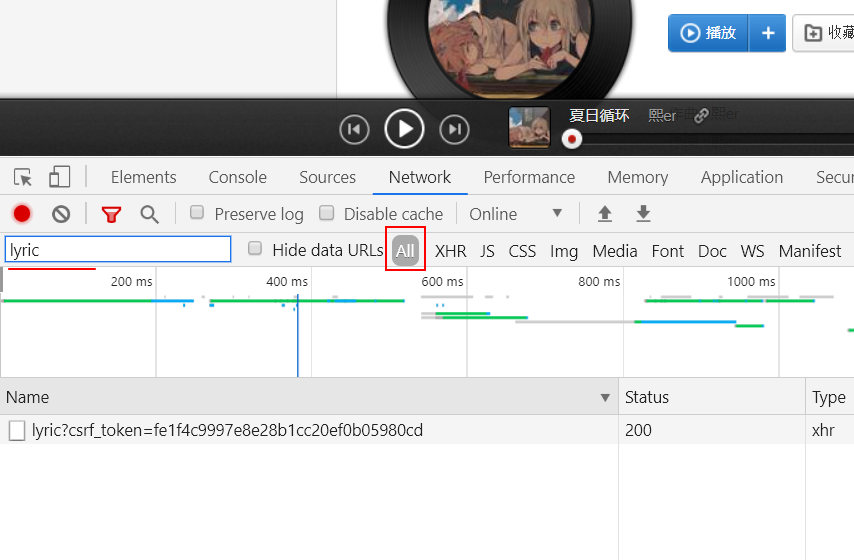 播放 + 收藏
夏日循环 熙er
Elements Console Sources Network Performance Memory Application Secu
Preserve log Disable cache Online
lyric Hide data URLs All XHR JS CSS Img Media Font Doc WS Manifest
200 ms 400 ms 600 ms 800 ms 1000 ms
Name Status Type
lyric?csrf_token=fe1f4c9997e8e28b1cc20ef0b05980cd 200 xhr